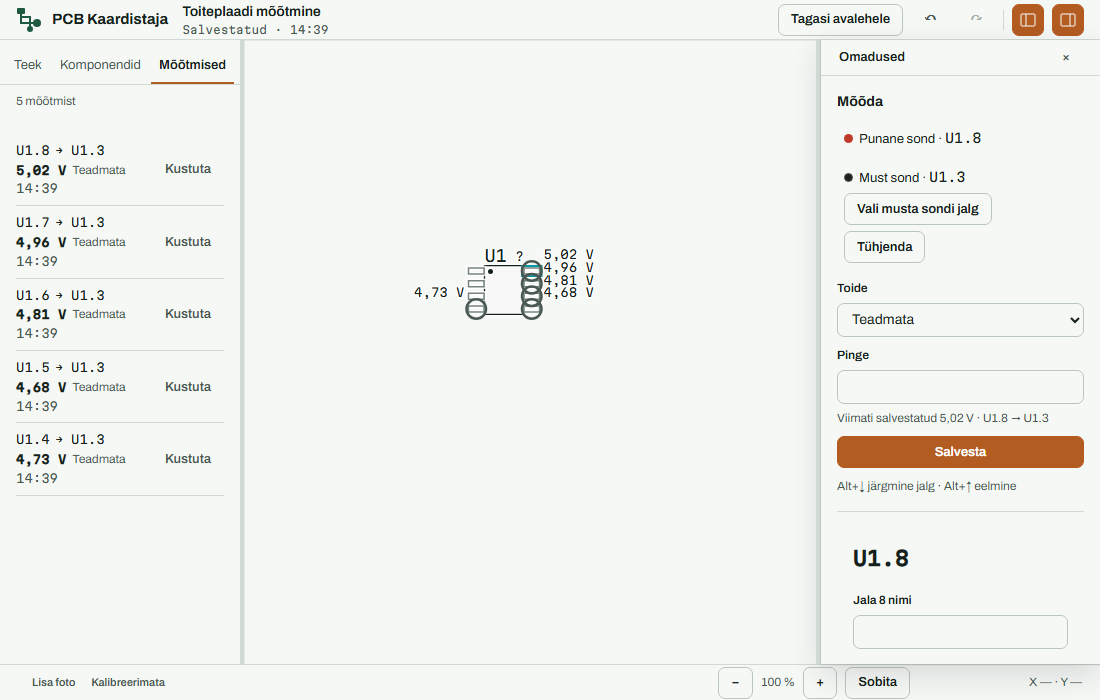 PCB Kaardistaja
Toiteplaadi mõõtmine
Salvestatud · 14:39
Tagasi avalehele
Teek
Komponendid
Mõõtmised
5 mõõtmist
U1.8 → U1.3
5,02 V Teadmata
Kustuta
14:39
U1.7 → U1.3
4,96 V Teadmata
Kustuta
14:39
U1.6 → U1.3
4,81 V Teadmata
Kustuta
14:39
U1.5 → U1.3
4,68 V Teadmata
Kustuta
14:39
U1.4 → U1.3
4,73 V Teadmata
Kustuta
14:39
U1 ?
5,02 V
4,96 V
4,81 V
4,68 V
4,73 V
Omadused
×
Mõõda
Punane sond · U1.8
Must sond · U1.3
Vali musta sondi jalg
Tühjenda
Toide
Teadmata
Pinge
Viimati salvestatud 5,02 V · U1.8 → U1.3
Salvesta
Alt+↓ järgmine jalg · Alt+↑ eelmine
U1.8
Jala 8 nimi
Lisa foto
Kalibreerimata
−
100 %
+
Sobita
X — · Y —